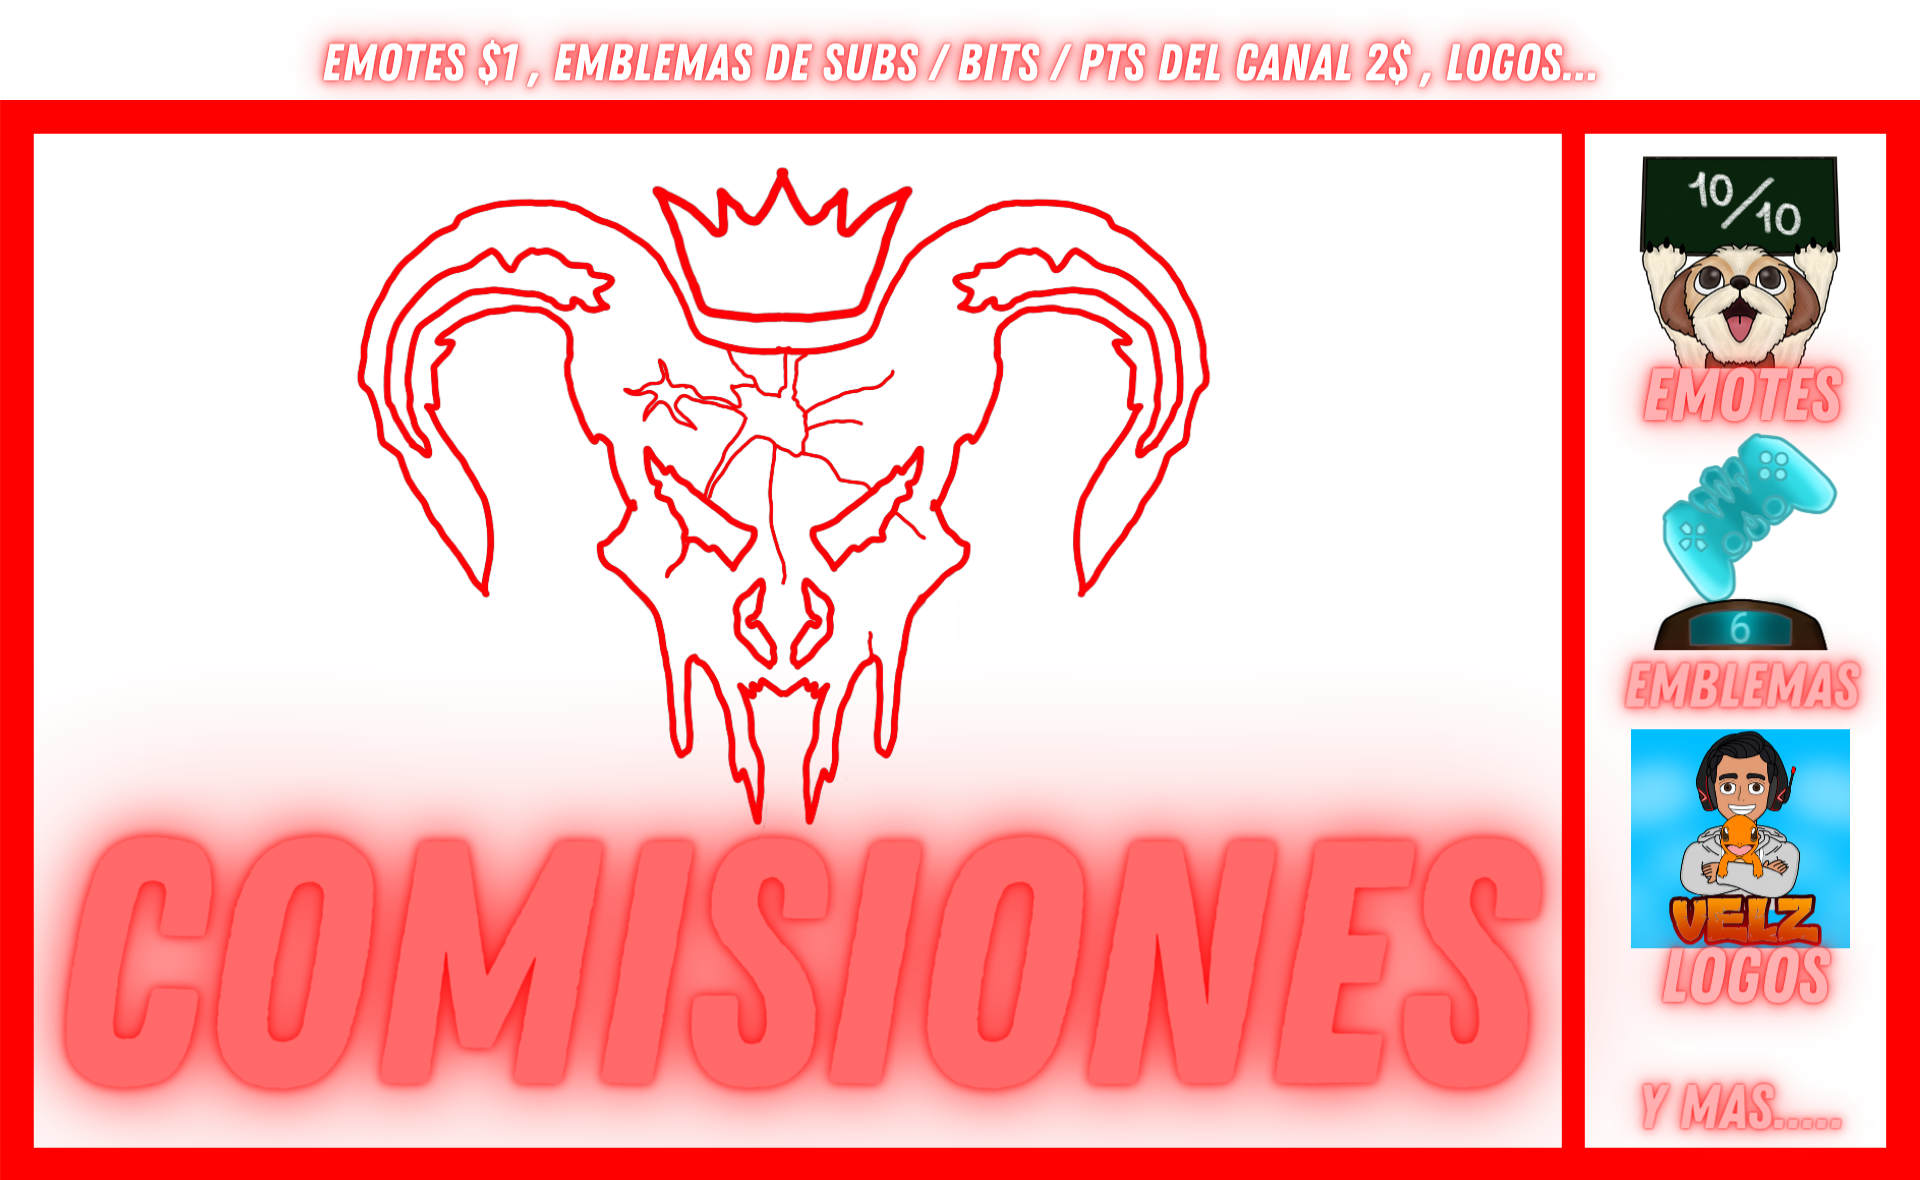 EMOTES $1 , EMBLEMAS DE SUBS / BITS / PTS DEL CANAL 2$ , LOGOS...
10/10
EMOTES
6
EMBLEMAS
VELZ
LOGOS
Y MAS.....
COMISIONES